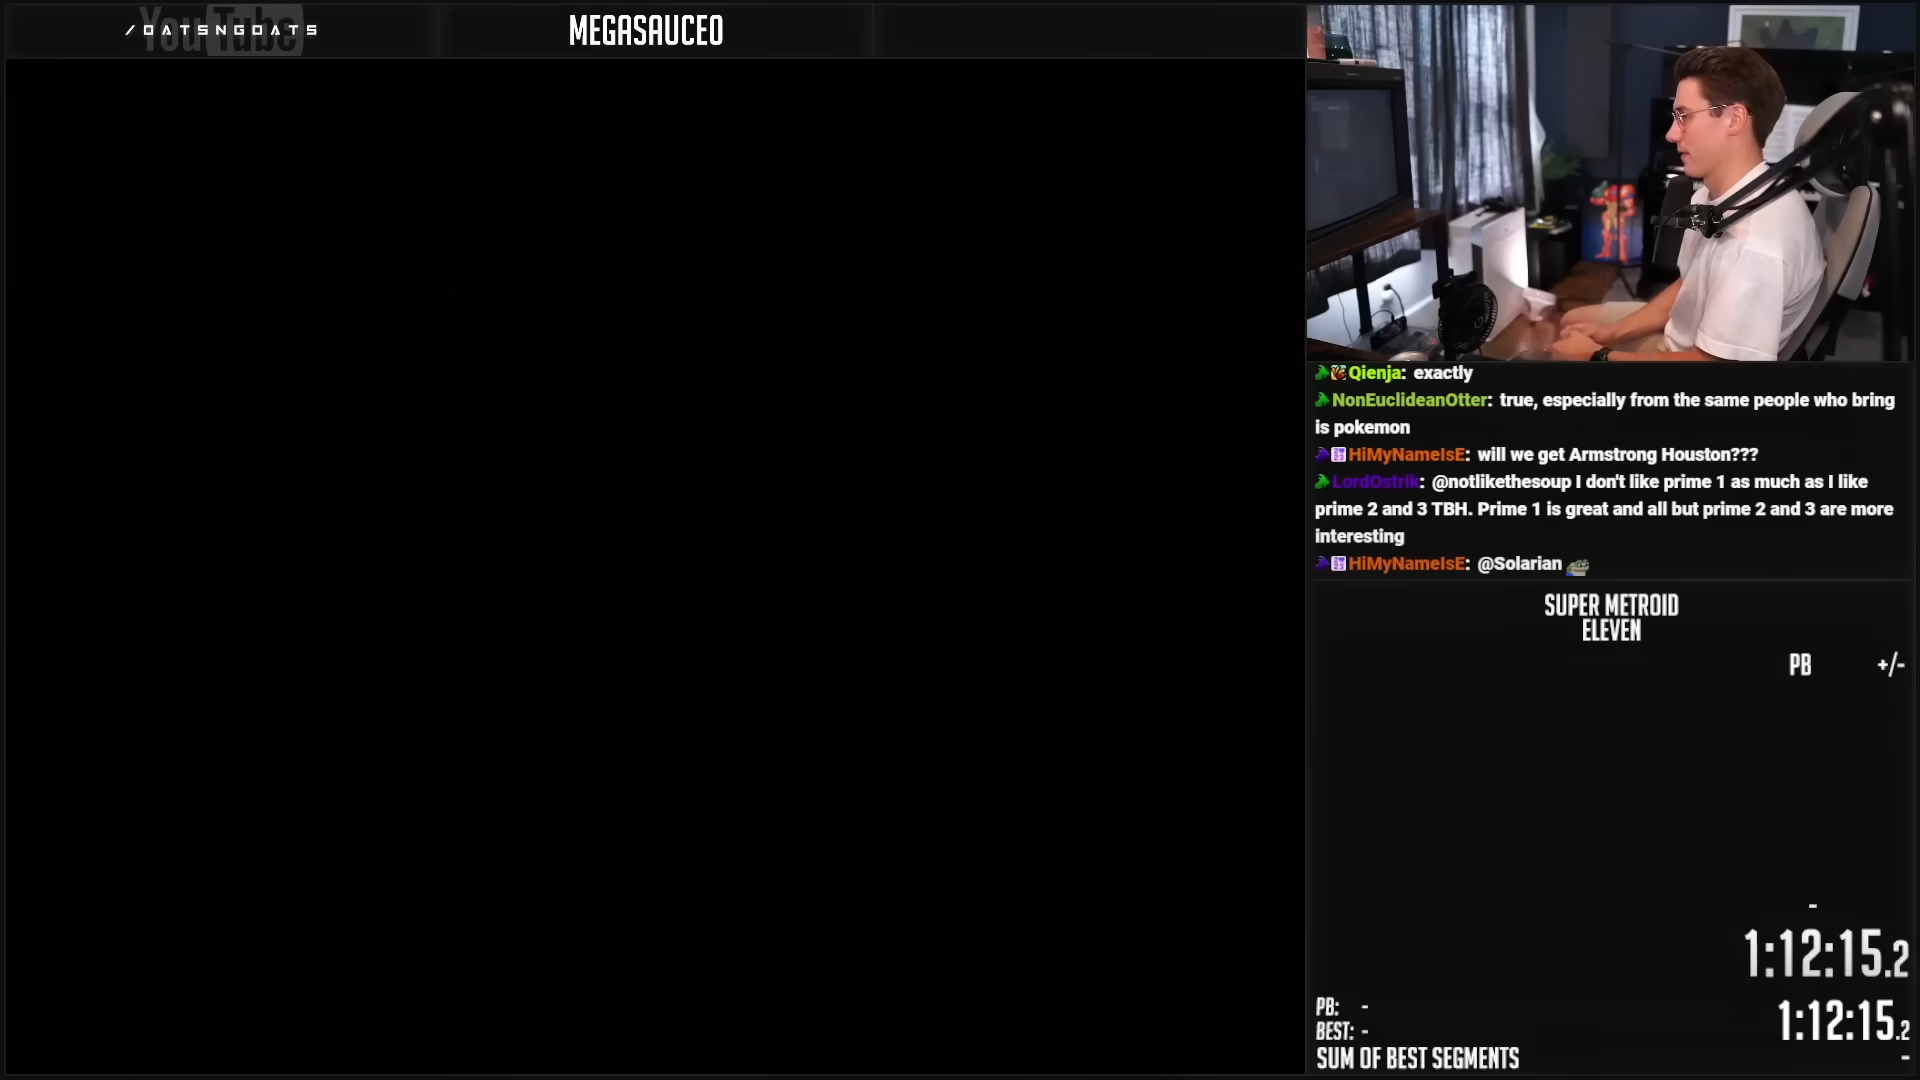 YouTube
/OATSNGOATS
MEGASAUCE0
Qienja: exactly
NonEuclideanOtter: true, especially from the same people who bring
is pokemon
HiMyNameIsE: will we get Armstrong Houston???
LordOstrik: @notlikethesoup I don't like prime 1 as much as I like
prime 2 and 3 TBH. Prime 1 is great and all but prime 2 and 3 are more
interesting
HiMyNameIsE: @Solarian
SUPER METROID
ELEVEN
PB +/-
-
1:12:15.2
PB: -
1:12:15.2
BEST: -
SUM OF BEST SEGMENTS -